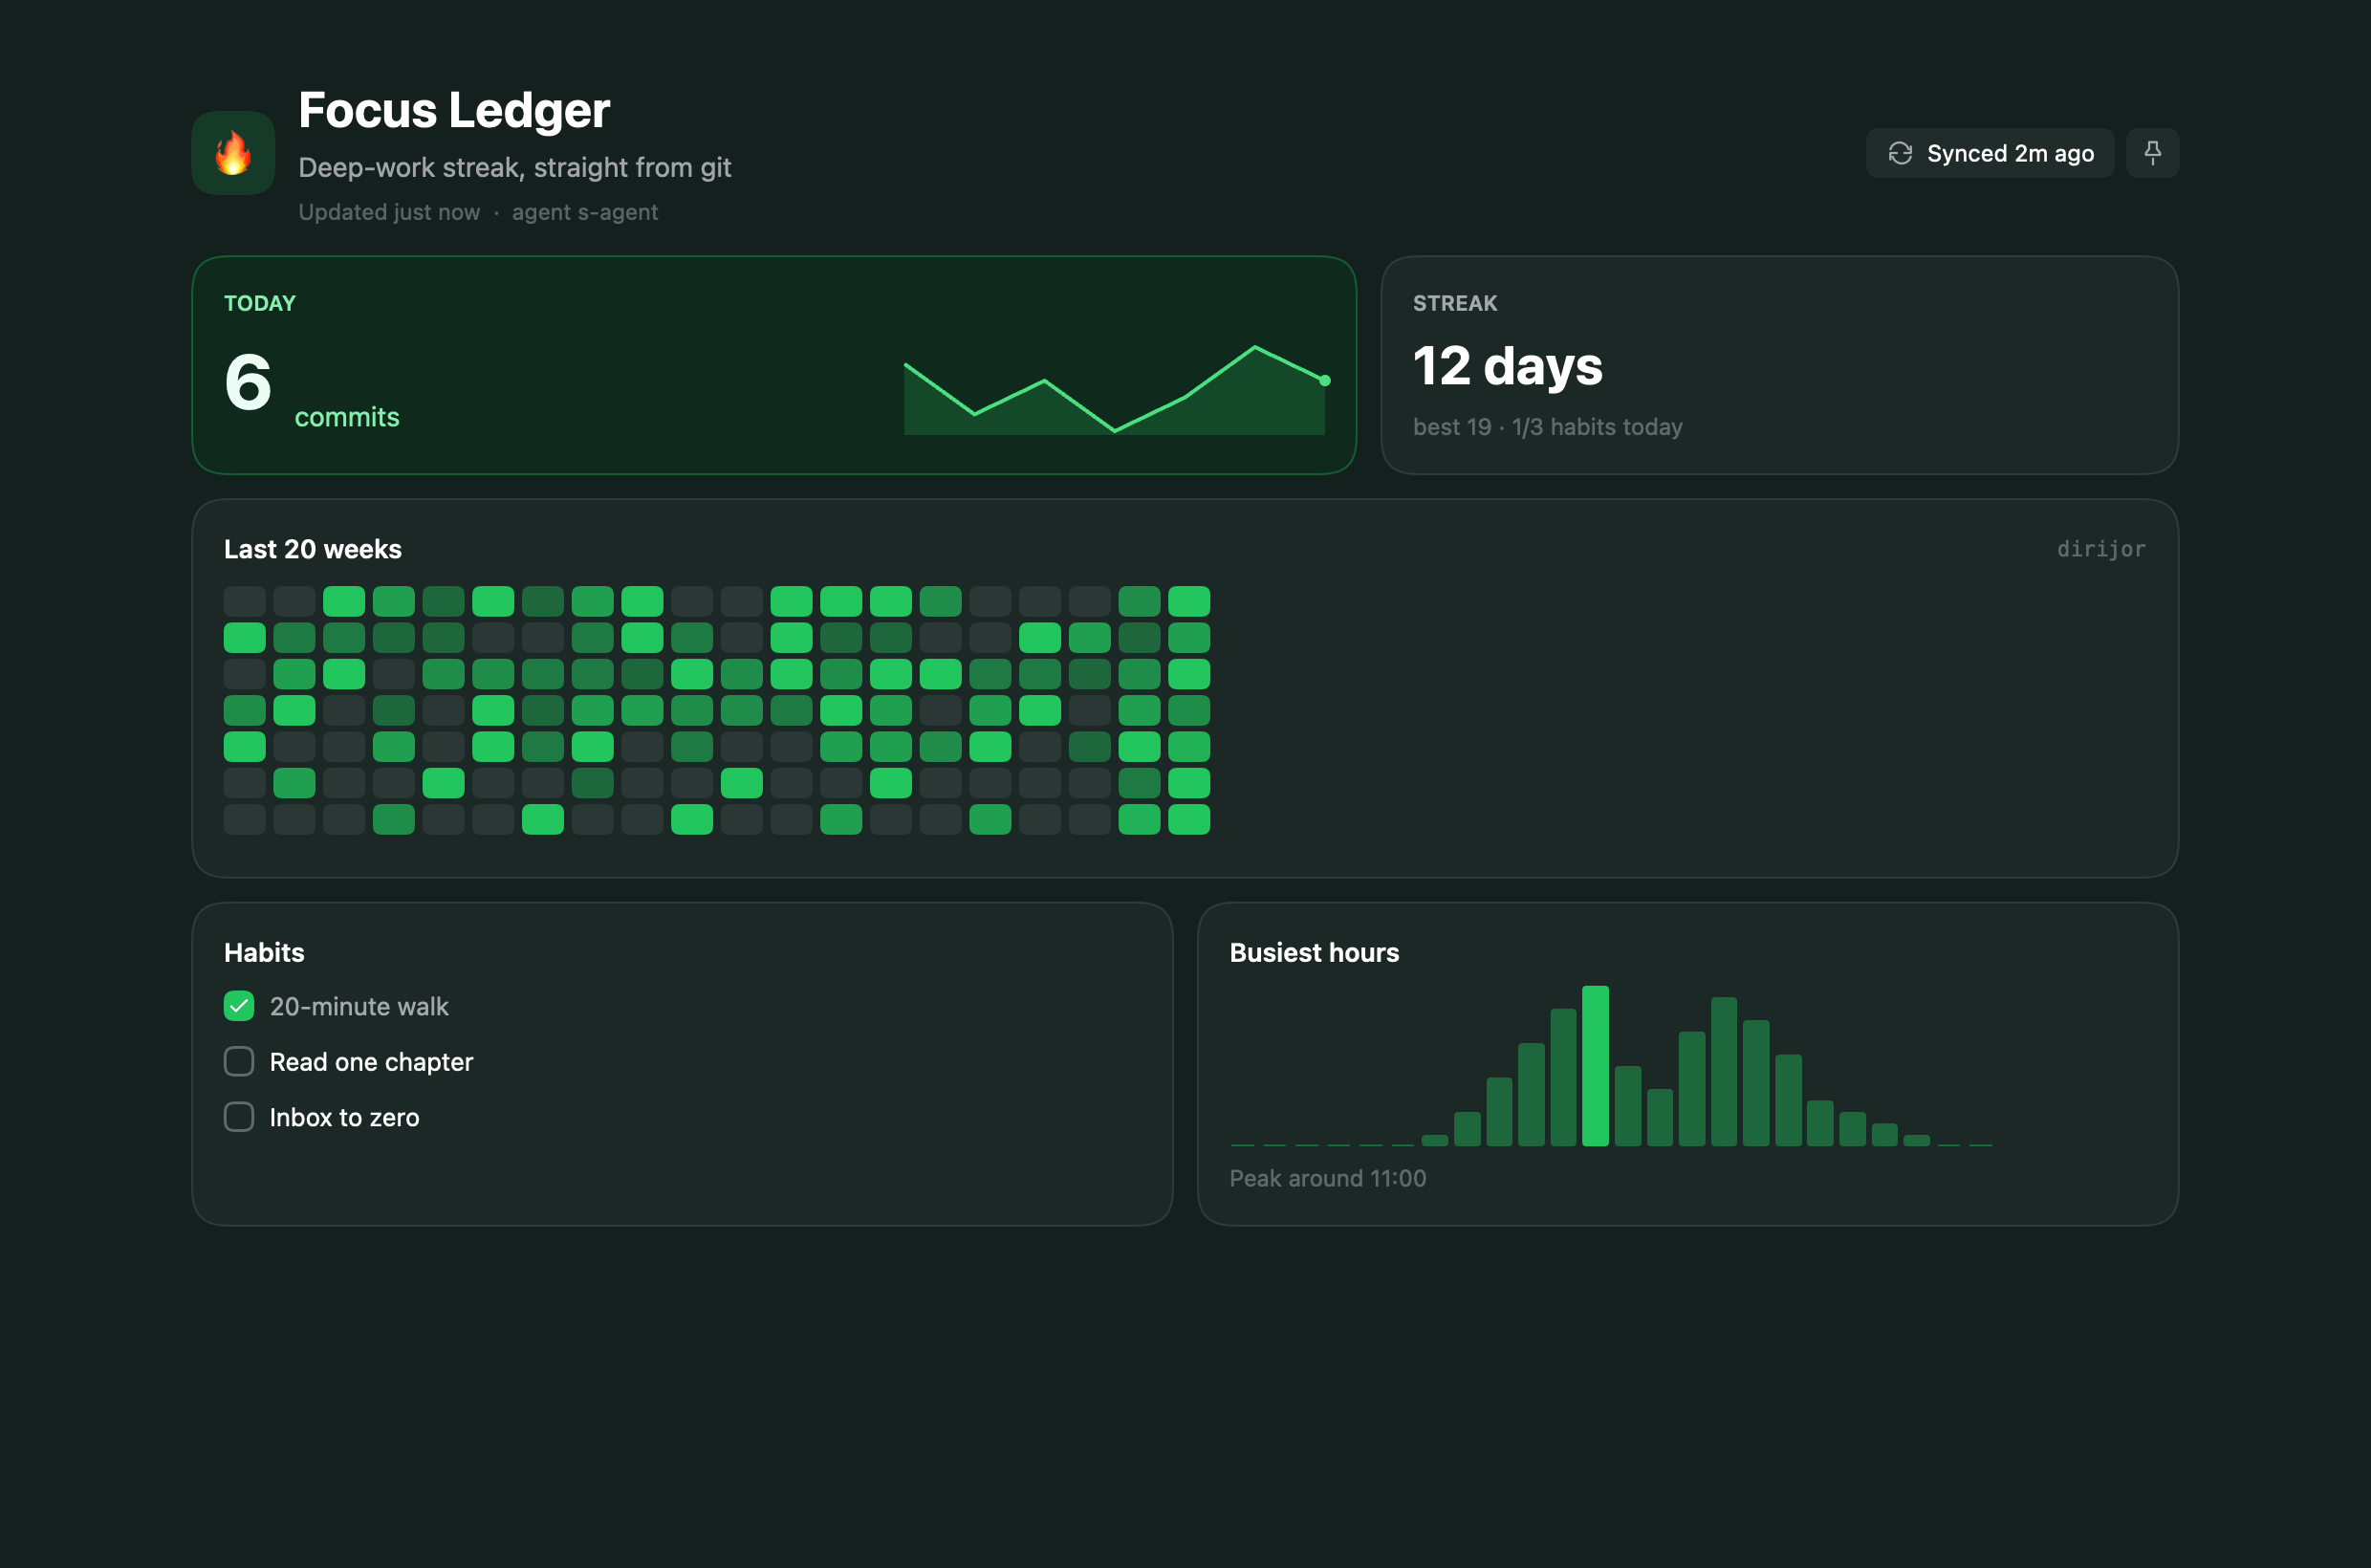 Focus Ledger
Deep-work streak, straight from git
Updated just now · agent s-agent
Synced 2m ago
TODAY
6 commits
STREAK
12 days
best 19 · 1/3 habits today
Last 20 weeks
dirijor
Habits
20-minute walk
Read one chapter
Inbox to zero
Busiest hours
Peak around 11:00